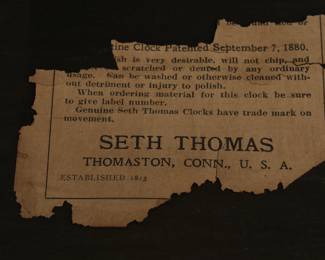 ine Clock Patented September 7, 1880.
sh is very desirable, will not chip, and
scratched or dented by any ordinary
usage. Can be washed or otherwise cleaned with-
out detriment or injury to polish.
When ordering material for this clock be sure
to give label number.
Genuine Seth Thomas Clocks have trade mark on
movement.
SETH THOMAS
THOMASTON, CONN., U. S. A.
ESTABLISHED 1813